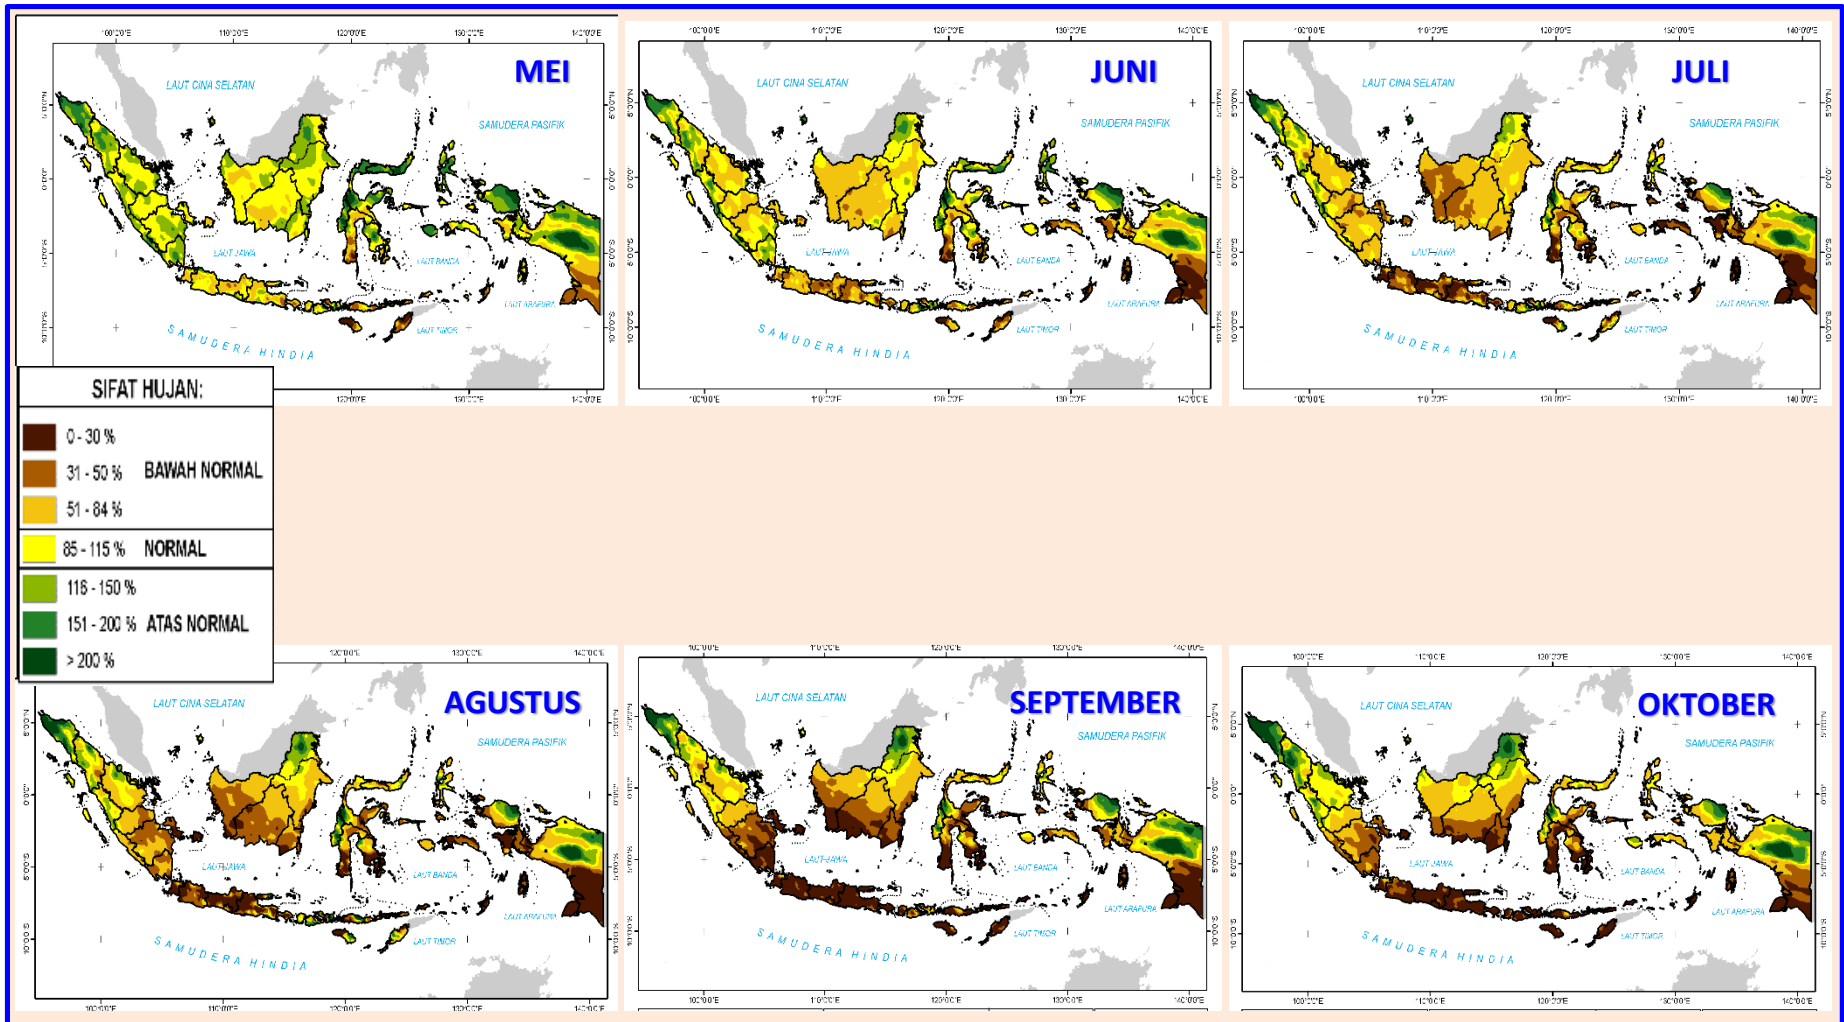 MEI
LAUT CINA SELATAN
SAMUDERA PASIFIK
LAUT JAWA
LAUT BANDA
LAUT ARAFURA
LAUT TIMOR
SAMUDERA HINDIA
JUNI
LAUT CINA SELATAN
SAMUDERA PASIFIK
LAUT JAWA
LAUT BANDA
LAUT ARAFURA
LAUT TIMOR
SAMUDERA HINDIA
JULI
LAUT CINA SELATAN
SAMUDERA PASIFIK
LAUT JAWA
LAUT BANDA
LAUT ARAFURA
LAUT TIMOR
SAMUDERA HINDIA
SIFAT HUJAN:
0 - 30 %
31 - 50 % BAWAH NORMAL
51 - 84 %
85 - 115 % NORMAL
116 - 150 %
151 - 200 % ATAS NORMAL
> 200 %
AGUSTUS
LAUT CINA SELATAN
SAMUDERA PASIFIK
LAUT JAWA
LAUT BANDA
LAUT ARAFURA
LAUT TIMOR
SAMUDERA HINDIA
SEPTEMBER
LAUT CINA SELATAN
SAMUDERA PASIFIK
LAUT JAWA
LAUT BANDA
LAUT ARAFURA
LAUT TIMOR
SAMUDERA HINDIA
OKTOBER
LAUT CINA SELATAN
SAMUDERA PASIFIK
LAUT JAWA
LAUT BANDA
LAUT ARAFURA
LAUT TIMOR
SAMUDERA HINDIA